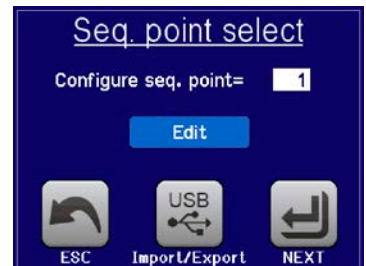 Seq. point select
Configure seq. point= 1
Edit
USB
ESC Import/Export NEXT